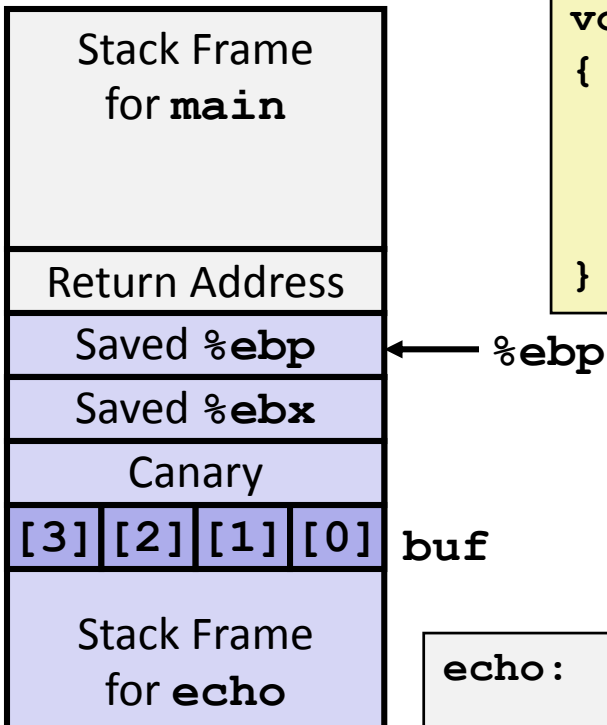 Stack Frame
for main
Return Address
Saved %ebp
%ebp
Saved %ebx
Canary
[3] [2] [1] [0]
buf
Stack Frame
for echo
{
}
echo: